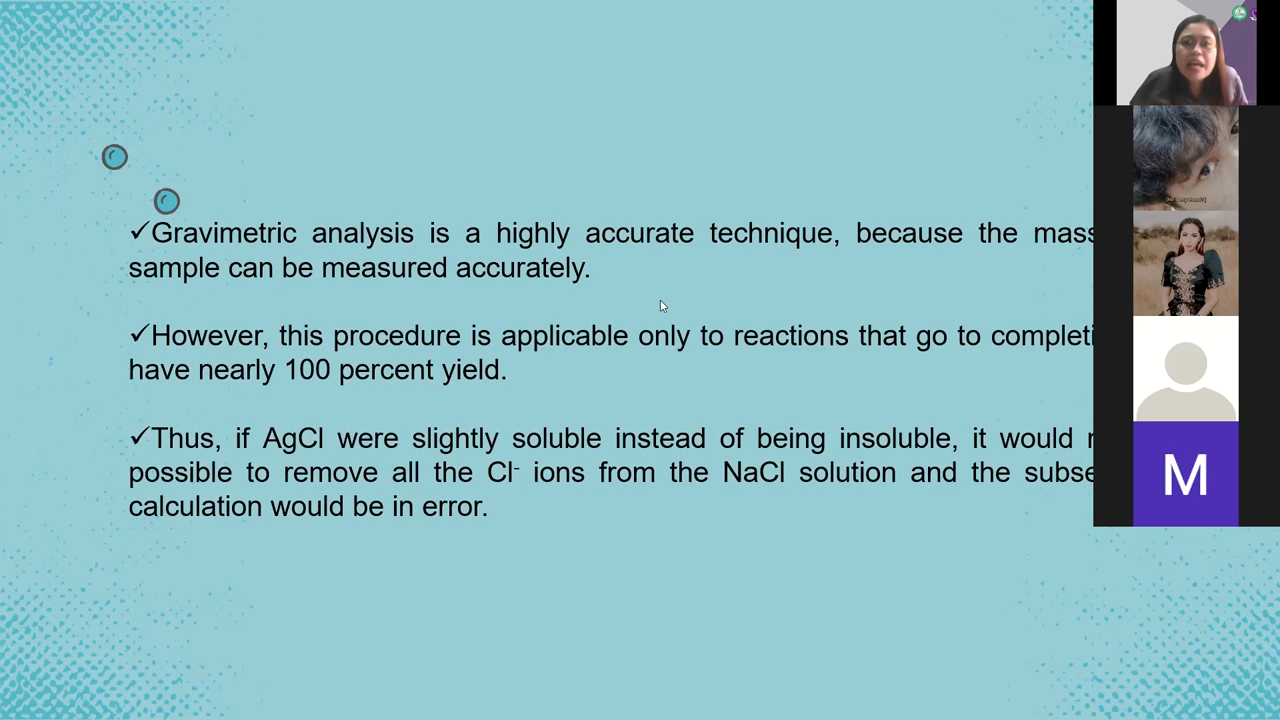 ✓Gravimetric analysis is a highly accurate technique, because the mass
sample can be measured accurately.
✓However, this procedure is applicable only to reactions that go to completi
have nearly 100 percent yield.
✓Thus, if AgCl were slightly soluble instead of being insoluble, it would
possible to remove all the Cl- ions from the NaCl solution and the subse
calculation would be in error.
M